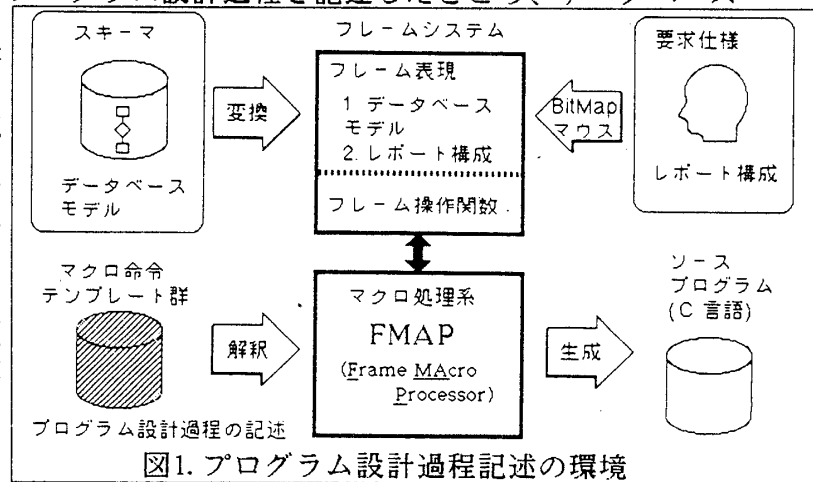 スキーマ
データベース
モデル
変換
フレームシステム
フレーム表現
1 データベース
モデル
2. レポート構成
フレーム操作関数.
BitMap
マウス
要求仕様
レポート構成
マクロ命令
テンプレート群
プログラム設計過程の記述
解釈
マクロ処理系
FMAP
(Frame MAcro
Processor)
生成
ソース
プログラム
(C 言語)
図1. プログラム設計過程記述の環境